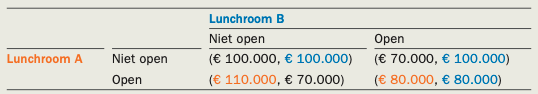 Lunchroom B
Niet open Open
Lunchroom A Niet open (€ 100.000, € 100.000) (€ 70.000, € 100.000)
Open (€ 110.000, € 70.000) (€ 80.000, € 80.000)